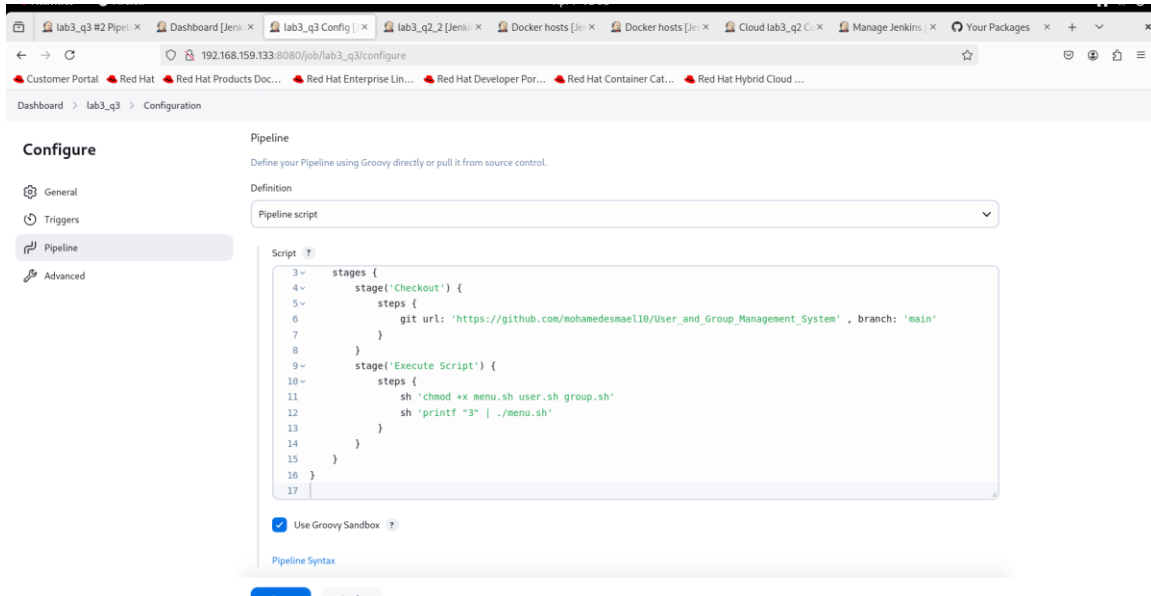 lab3_q3 #2 Pipeli
Dashboard [Jenk
lab3_q3 Config [
lab3_q2_2 [Jenkin
Docker hosts [Je
Docker hosts [Je
Cloud lab3_q2 C
Manage Jenkins [
Your Packages
192.168.159.133:8080/job/lab3_q3/configure
Customer Portal Red Hat Red Hat Products Doc... Red Hat Enterprise Lin... Red Hat Developer Por... Red Hat Container Cat... Red Hat Hybrid Cloud ...
Dashboard > lab3_q3 > Configuration
Configure
General
Triggers
Pipeline
Advanced
Pipeline
Define your Pipeline using Groovy directly or pull it from source control.
Definition
Pipeline script
Script ?
3 stages {
4 stage('Checkout') {
5 steps {
6 git url: 'https://github.com/mohamedesmael10/User_and_Group_Management_System' , branch: 'main'
7 }
8 }
9 stage('Execute Script') {
10 steps {
11 sh 'chmod +x menu.sh user.sh group.sh'
12 sh 'printf "3" | ./menu.sh'
13 }
14 }
15 }
16 }
17
Use Groovy Sandbox ?
Pipeline Syntax